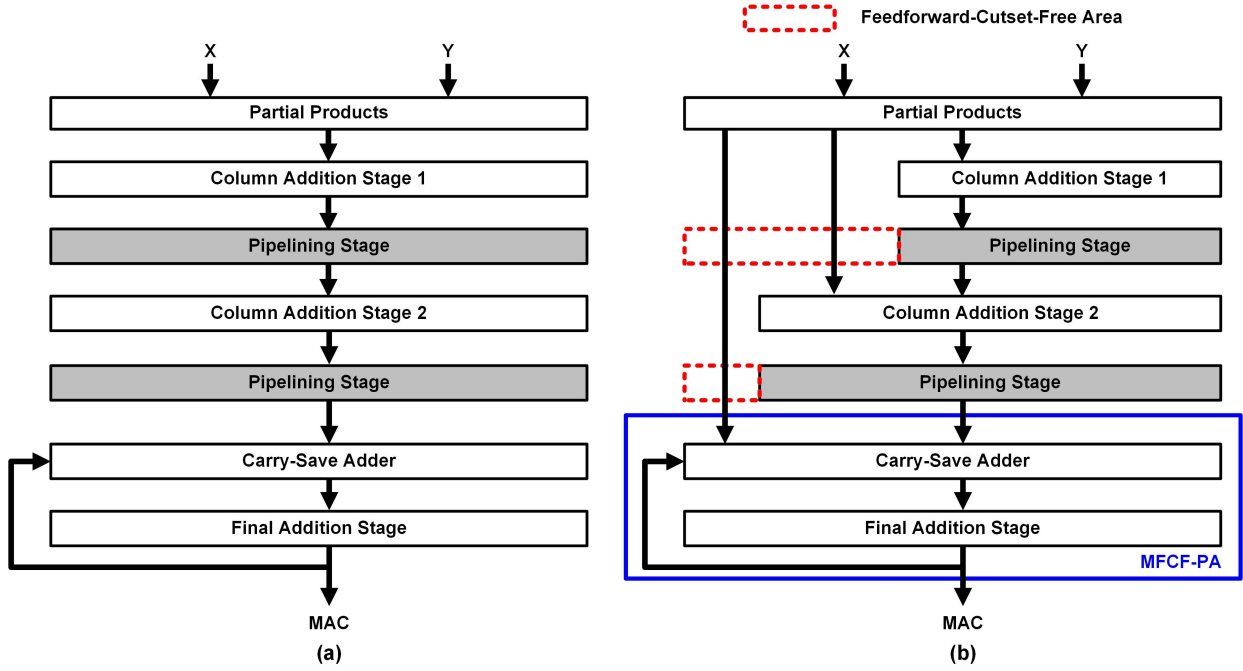 Feedforward-Cutset-Free Area
X
Y
Partial Products
Column Addition Stage 1
Pipelining Stage
Column Addition Stage 2
Pipelining Stage
Carry-Save Adder
Final Addition Stage
MAC
(a)
X
Y
Partial Products
Column Addition Stage 1
Pipelining Stage
Column Addition Stage 2
Pipelining Stage
Carry-Save Adder
Final Addition Stage
MFCF-PA
MAC
(b)